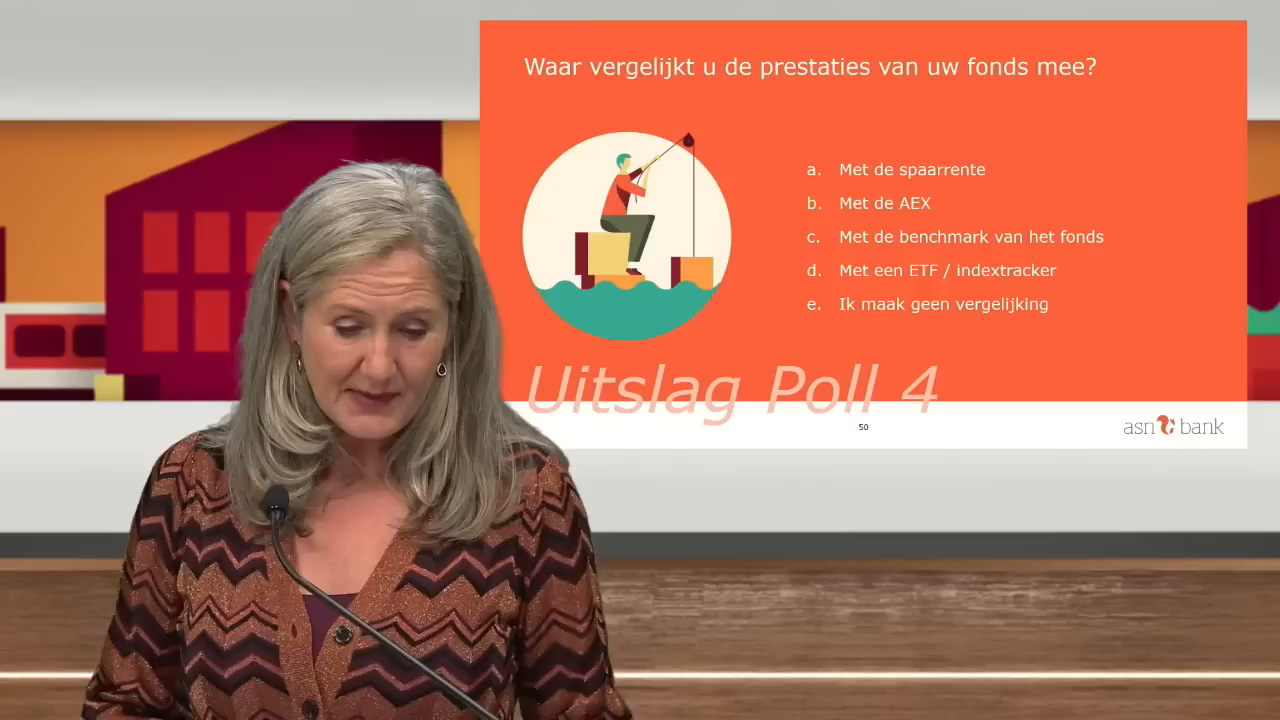 Waar vergelijkt u de prestaties van uw fonds mee?
a. Met de spaarrente
b. Met de AEX
c. Met de benchmark van het fonds
d. Met een ETF / indextracker
e. Ik maak geen vergelijking
Uitslag Poll 4
50
asn bank